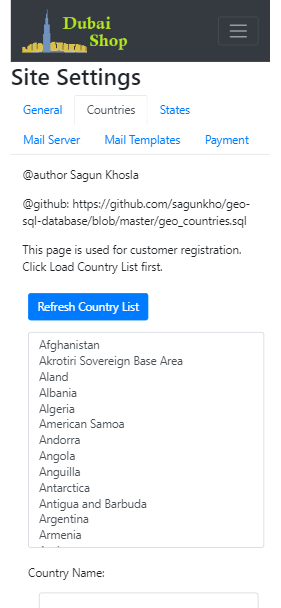 Dubai
Shop
Site Settings
General Countries States
Mail Server Mail Templates Payment
@author Sagun Khosla
@github: https://github.com/sagunkho/geo-
sql-database/blob/master/geo_countries.sql
This page is used for customer registration.
Click Load Country List first.
Refresh Country List
Afghanistan
Akrotiri Sovereign Base Area
Aland
Albania
Algeria
American Samoa
Andorra
Angola
Anguilla
Antarctica
Antigua and Barbuda
Argentina
Armenia
Country Name: